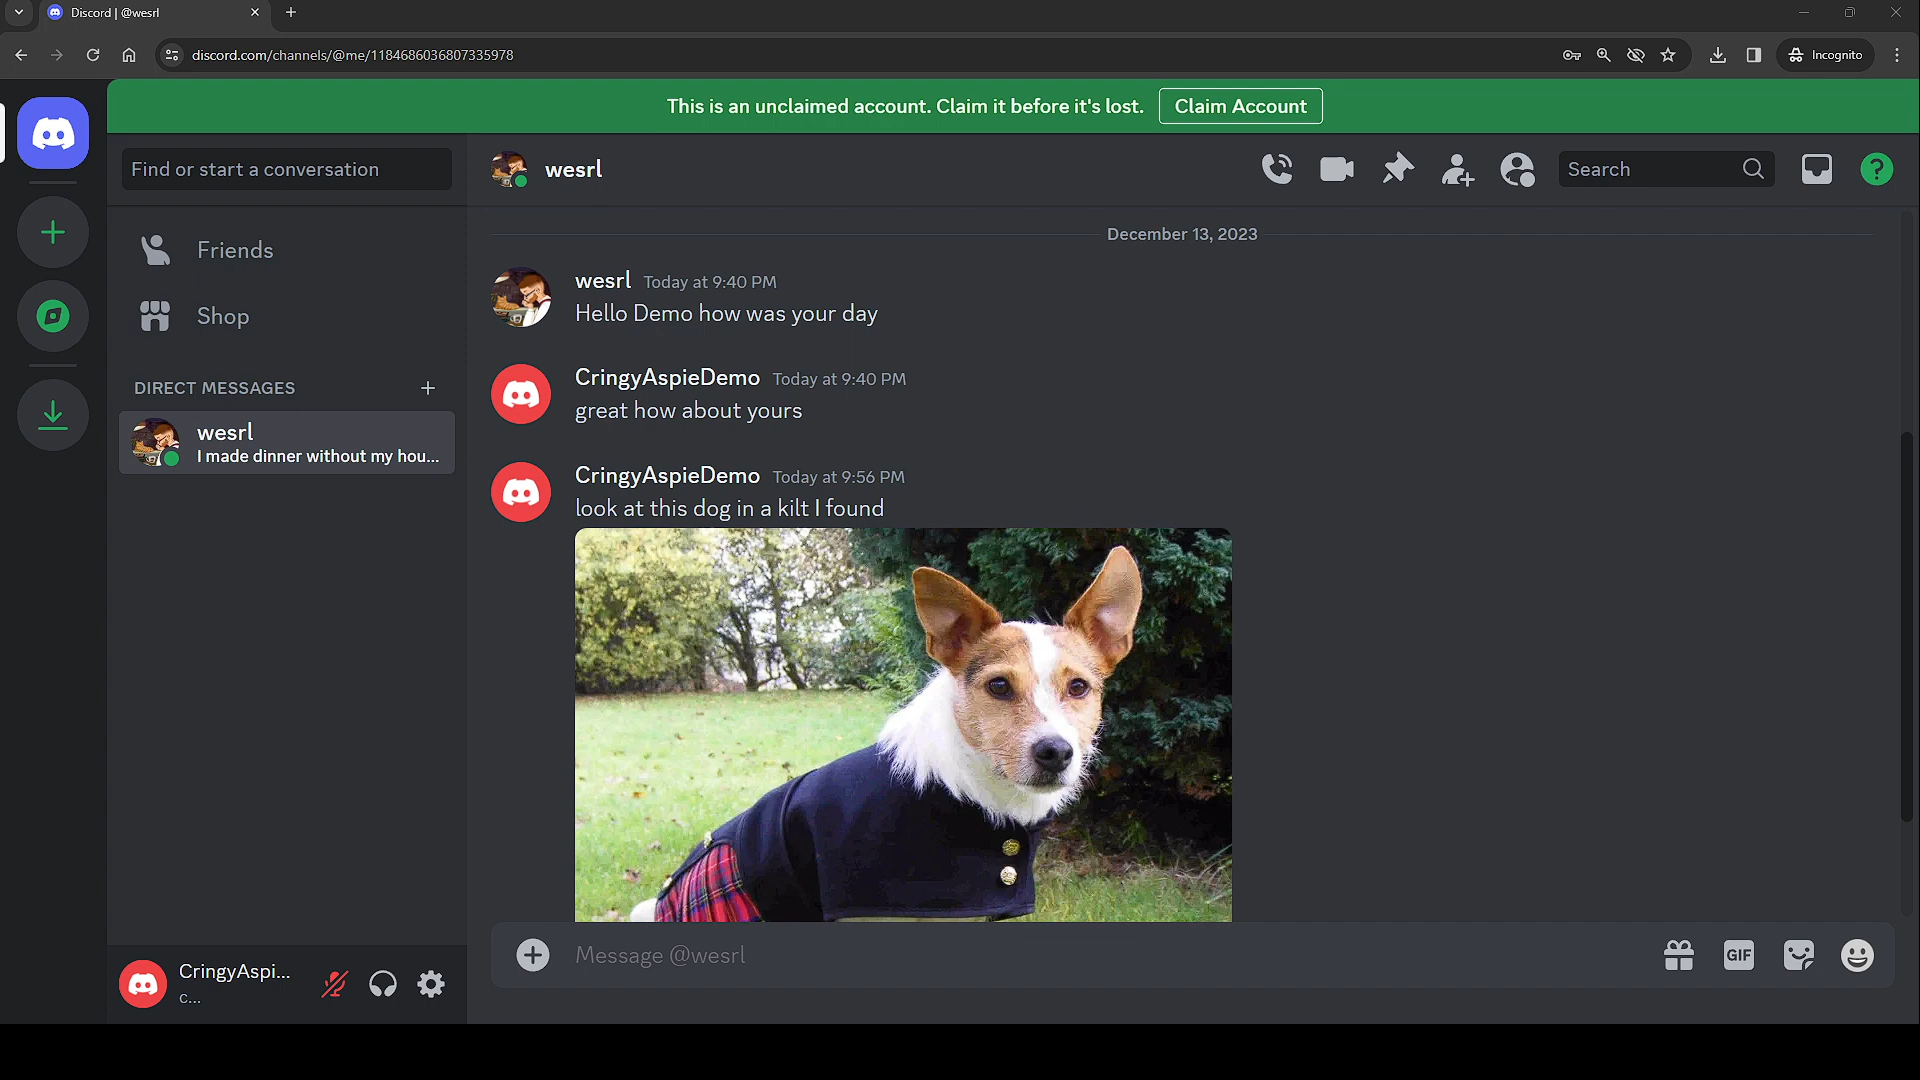 Discord | @wesrl
discord.com/channels/@me/1184686036807335978
Incognito
This is an unclaimed account. Claim it before it's lost.
Claim Account
Find or start a conversation
wesrl
Search
Friends
Shop
DIRECT MESSAGES
wesrl
I made dinner without my hou...
December 13, 2023
wesrl Today at 9:40 PM
Hello Demo how was your day
CringyAspieDemo Today at 9:40 PM
great how about yours
CringyAspieDemo Today at 9:56 PM
look at this dog in a kilt I found
CringyAspi...
c...
Message @wesrl
GIF